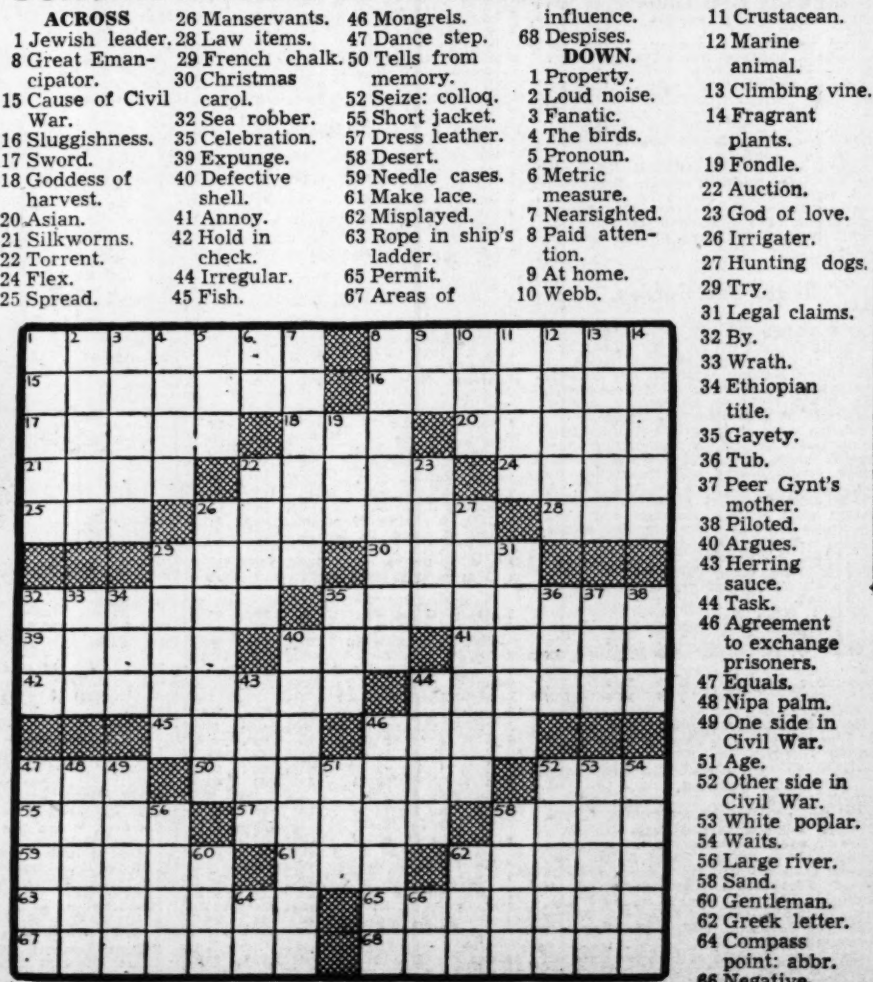 ACROSS
1 Jewish leader.
8 Great Eman-
cipator.
15 Cause of Civil
War.
16 Sluggishness.
17 Sword.
18 Goddess of
harvest.
20 Asian.
21 Silkworms.
22 Torrent.
24 Flex.
25 Spread.
26 Manservants.
28 Law items.
29 French chalk.
30 Christmas
carol.
32 Sea robber.
35 Celebration.
39 Expunge.
40 Defective
shell.
41 Annoy.
42 Hold in
check.
44 Irregular.
45 Fish.
46 Mongrels.
47 Dance step.
50 Tells from
memory.
52 Seize: colloq.
55 Short jacket.
57 Dress leather.
58 Desert.
59 Needle cases.
61 Make lace.
62 Misplayed.
63 Rope in ship's
ladder.
65 Permit.
67 Areas of
influence.
68 Despises.
DOWN.
1 Property.
2 Loud noise.
3 Fanatic.
4 The birds.
5 Pronoun.
6 Metric
measure.
7 Nearsighted.
8 Paid atten-
tion.
9 At home.
10 Webb.
11 Crustacean.
12 Marine
animal.
13 Climbing vine.
14 Fragrant
plants.
19 Fondle.
22 Auction.
23 God of love.
26 Irrigater.
27 Hunting dogs.
29 Try.
31 Legal claims.
32 By.
33 Wrath.
34 Ethiopian
title.
35 Gayety.
36 Tub.
37 Peer Gynt's
mother.
38 Piloted.
40 Argues.
43 Herring
sauce.
44 Task.
46 Agreement
to exchange
prisoners.
47 Equals.
48 Nipa palm.
49 One side in
Civil War.
51 Age.
52 Other side in
Civil War.
53 White poplar.
54 Waits.
56 Large river.
58 Sand.
60 Gentleman.
62 Greek letter.
64 Compass
point: abbr.
66 Negative.
1 2 3 4 5 6 7 8 9 10 11 12 13 14
15 16
17 18 19 20
21 22 23 24
25 26 27 28
29 30 31
32 33 34 35 36 37 38
39 40 41
42 43 44
45 46
47 48 49 50 51 52 53 54
55 56 57 58
59 60 61 62
63 64 65 66
67 68